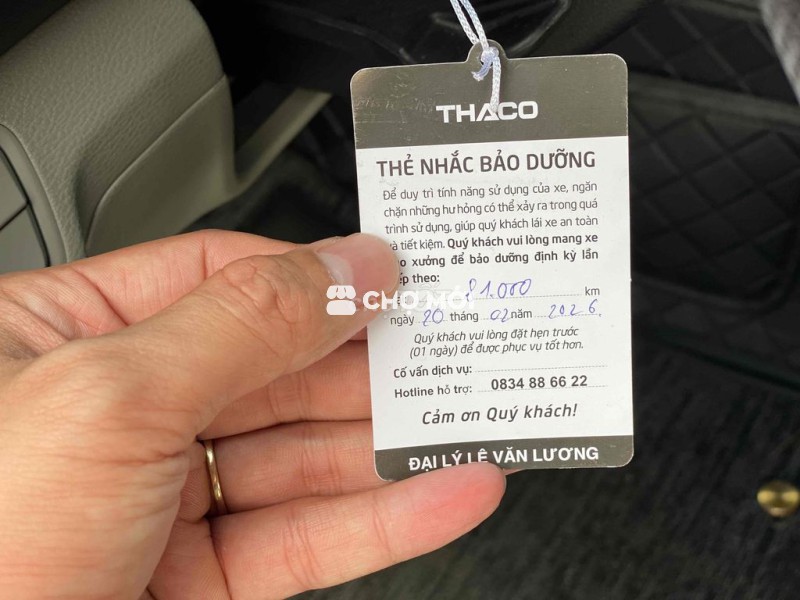 THACO
THẺ NHẮC BẢO DƯỠNG
Để duy trì tính năng sử dụng của xe, ngăn
chặn những hư hỏng có thể xảy ra trong quá
trình sử dụng, giúp quý khách lái xe an toàn
và tiết kiệm. Quý khách vui lòng mang xe
xưởng để bảo dưỡng định kỳ lần
theo:
81.000 km
CHỢ MỚI
ngày 20 tháng 02 năm 2026.
Quý khách vui lòng đặt hẹn trước
(01 ngày) để được phục vụ tốt hơn.
Cố vấn dịch vụ:
Hotline hỗ trợ: 0834 88 66 22
Cảm ơn Quý khách!
ĐẠI LÝ LÊ VĂN LƯƠNG